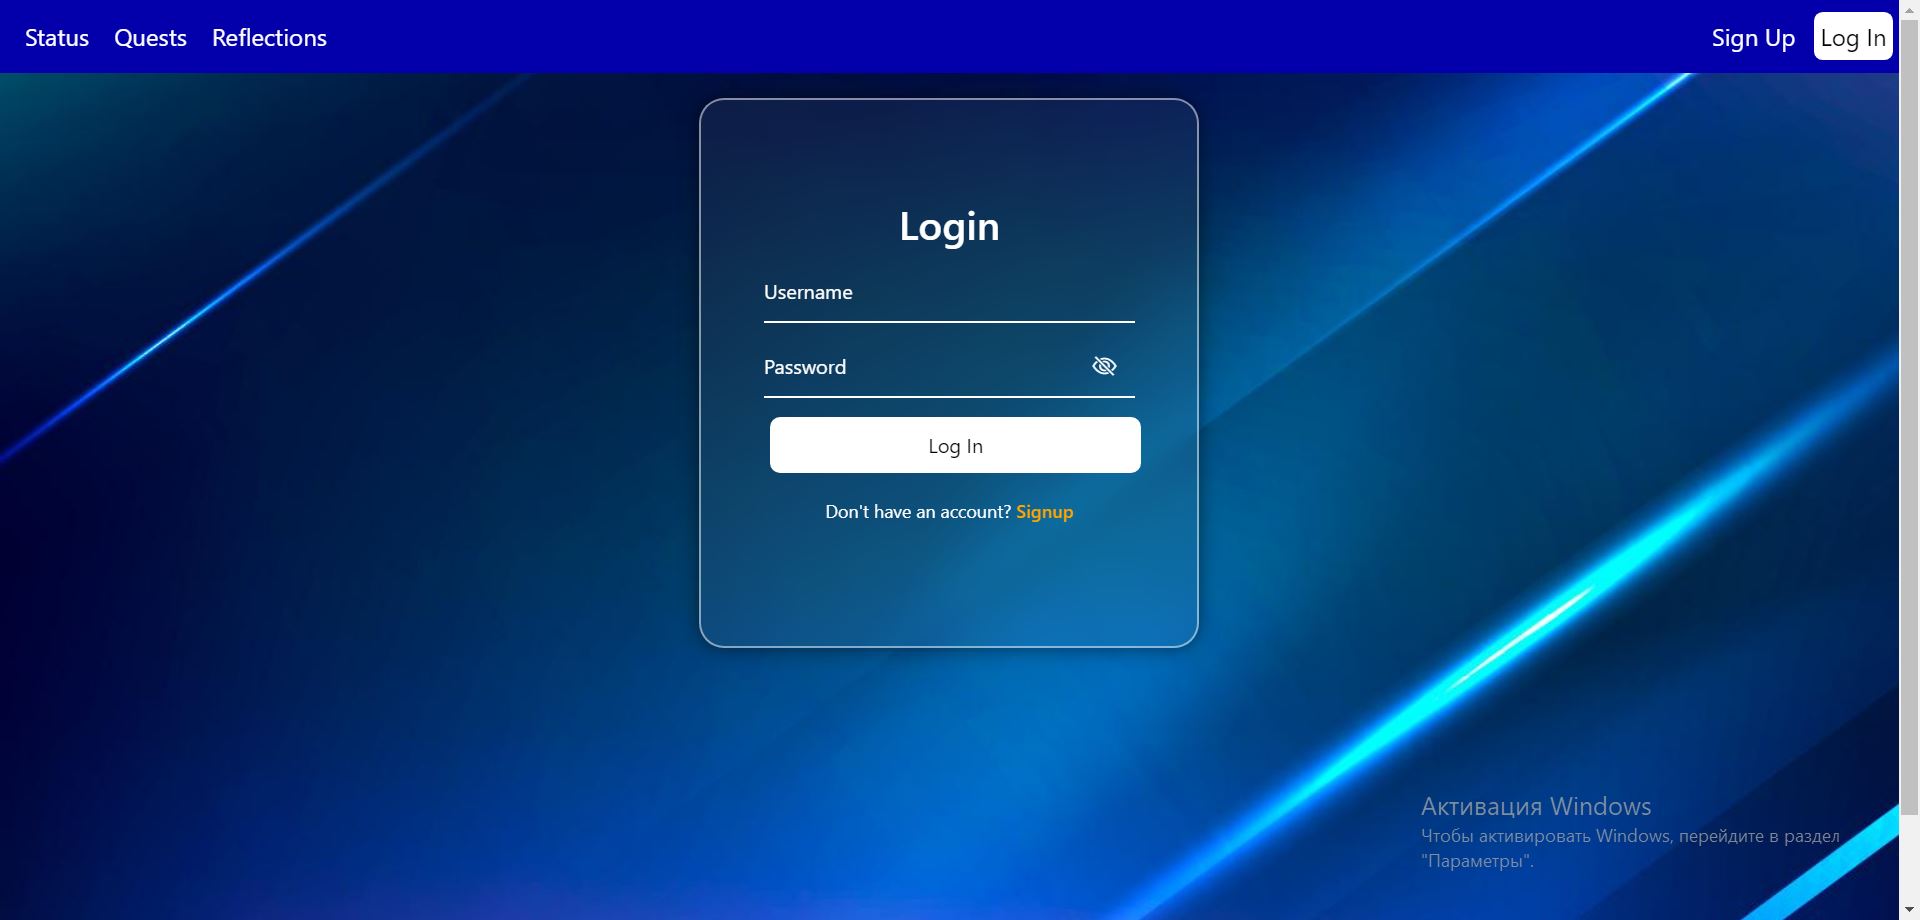 Status Quests Reflections Sign Up Log In
Login
Username
Password
Log In
Don't have an account? Signup
Активация Windows
Чтобы активировать Windows, перейдите в раздел
"Параметры".